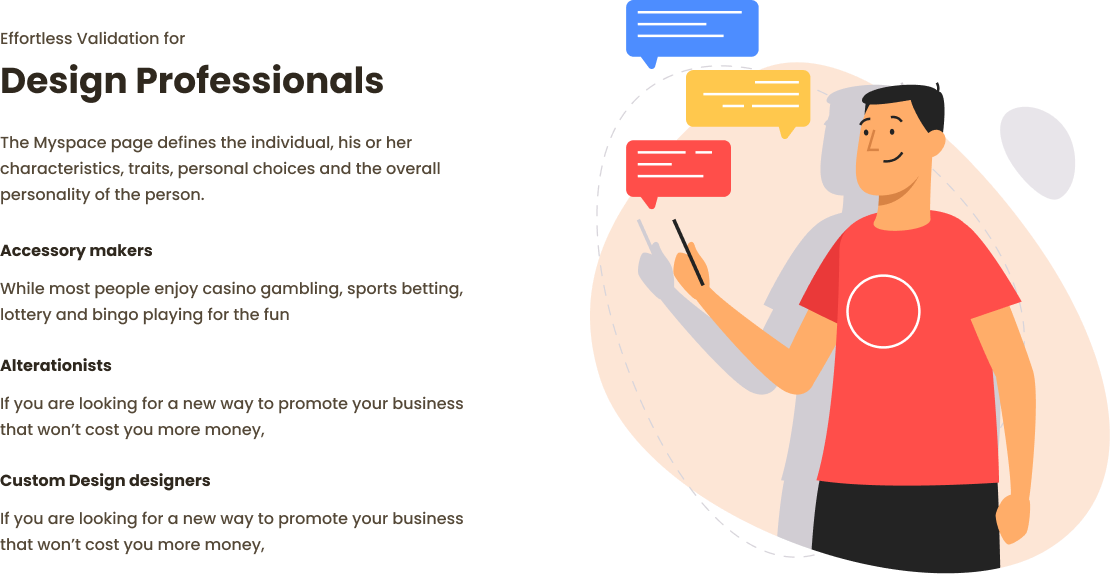 Effortless Validation for
Design Professionals
The Myspace page defines the individual, his or her
characteristics, traits, personal choices and the overall
personality of the person.
Accessory makers
While most people enjoy casino gambling, sports betting,
lottery and bingo playing for the fun
Alterationists
If you are looking for a new way to promote your business
that won’t cost you more money,
Custom Design designers
If you are looking for a new way to promote your business
that won’t cost you more money,